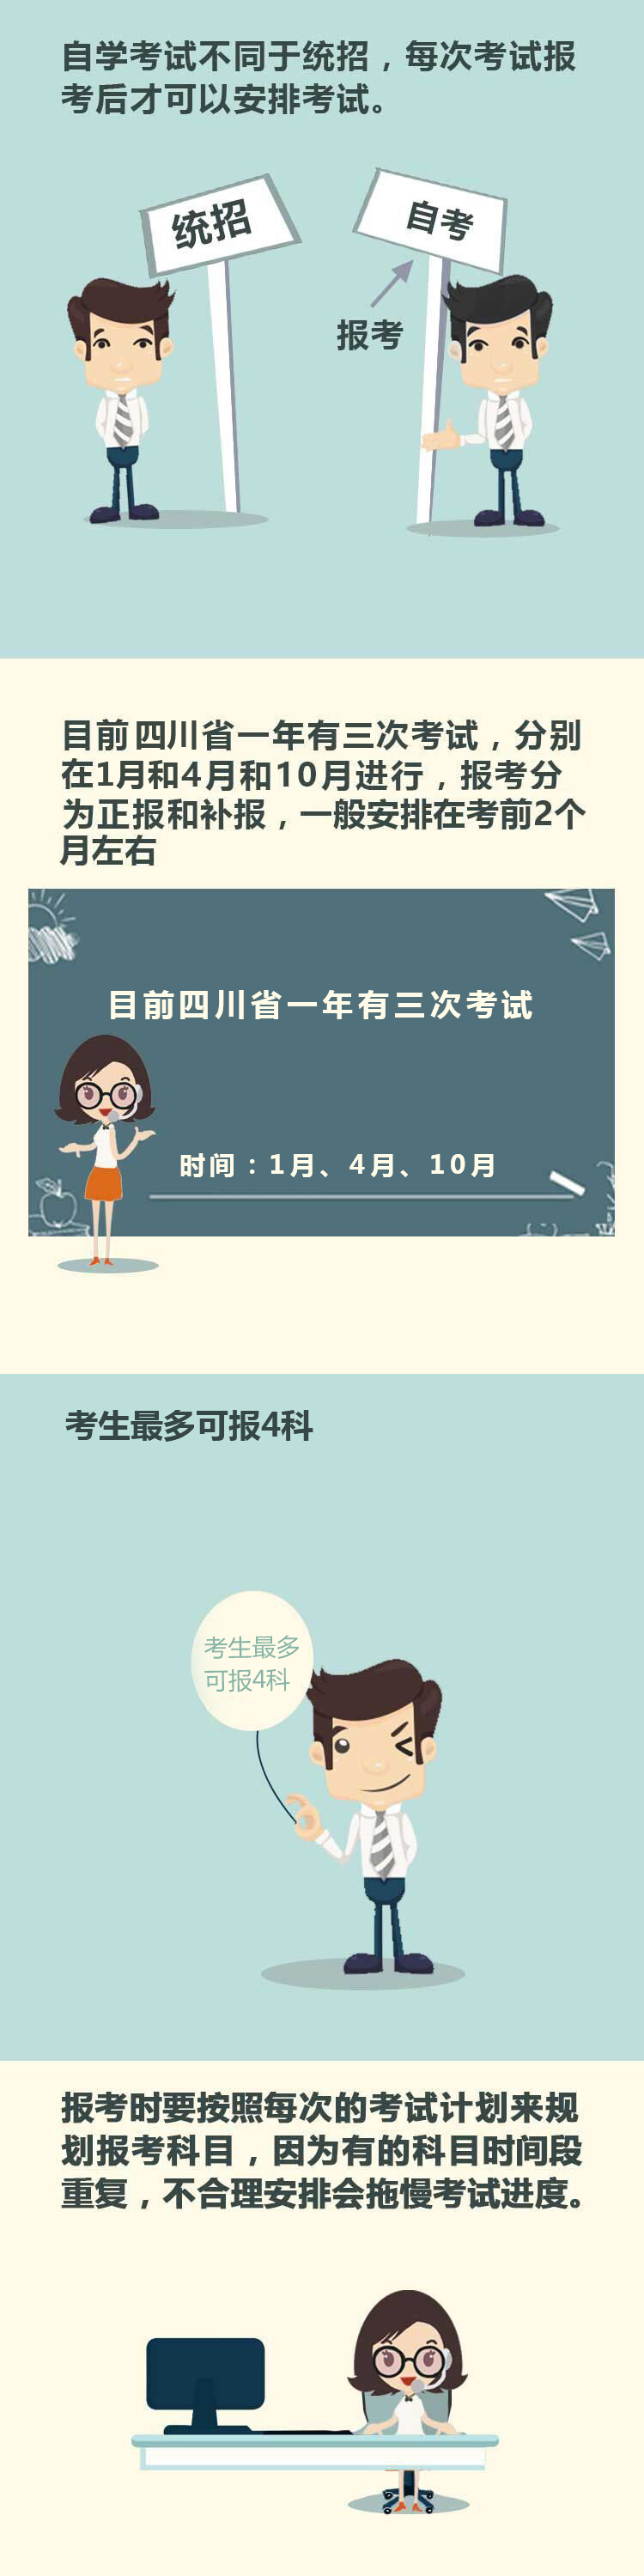 自学考试不同于统招，每次考试报
考后才可以安排考试。
统招
自考
报考
目前四川省一年有三次考试，分别
在1月和4月和10月进行，报考分
为正报和补报，一般安排在考前2个
月左右
目前四川省一年有三次考试
时间：1月、4月、10月
考生最多可报4科
考生最多
可报4科
报考时要按照每次的考试计划来规
划报考科目，因为有的科目时间段
重复，不合理安排会拖慢考试进度。